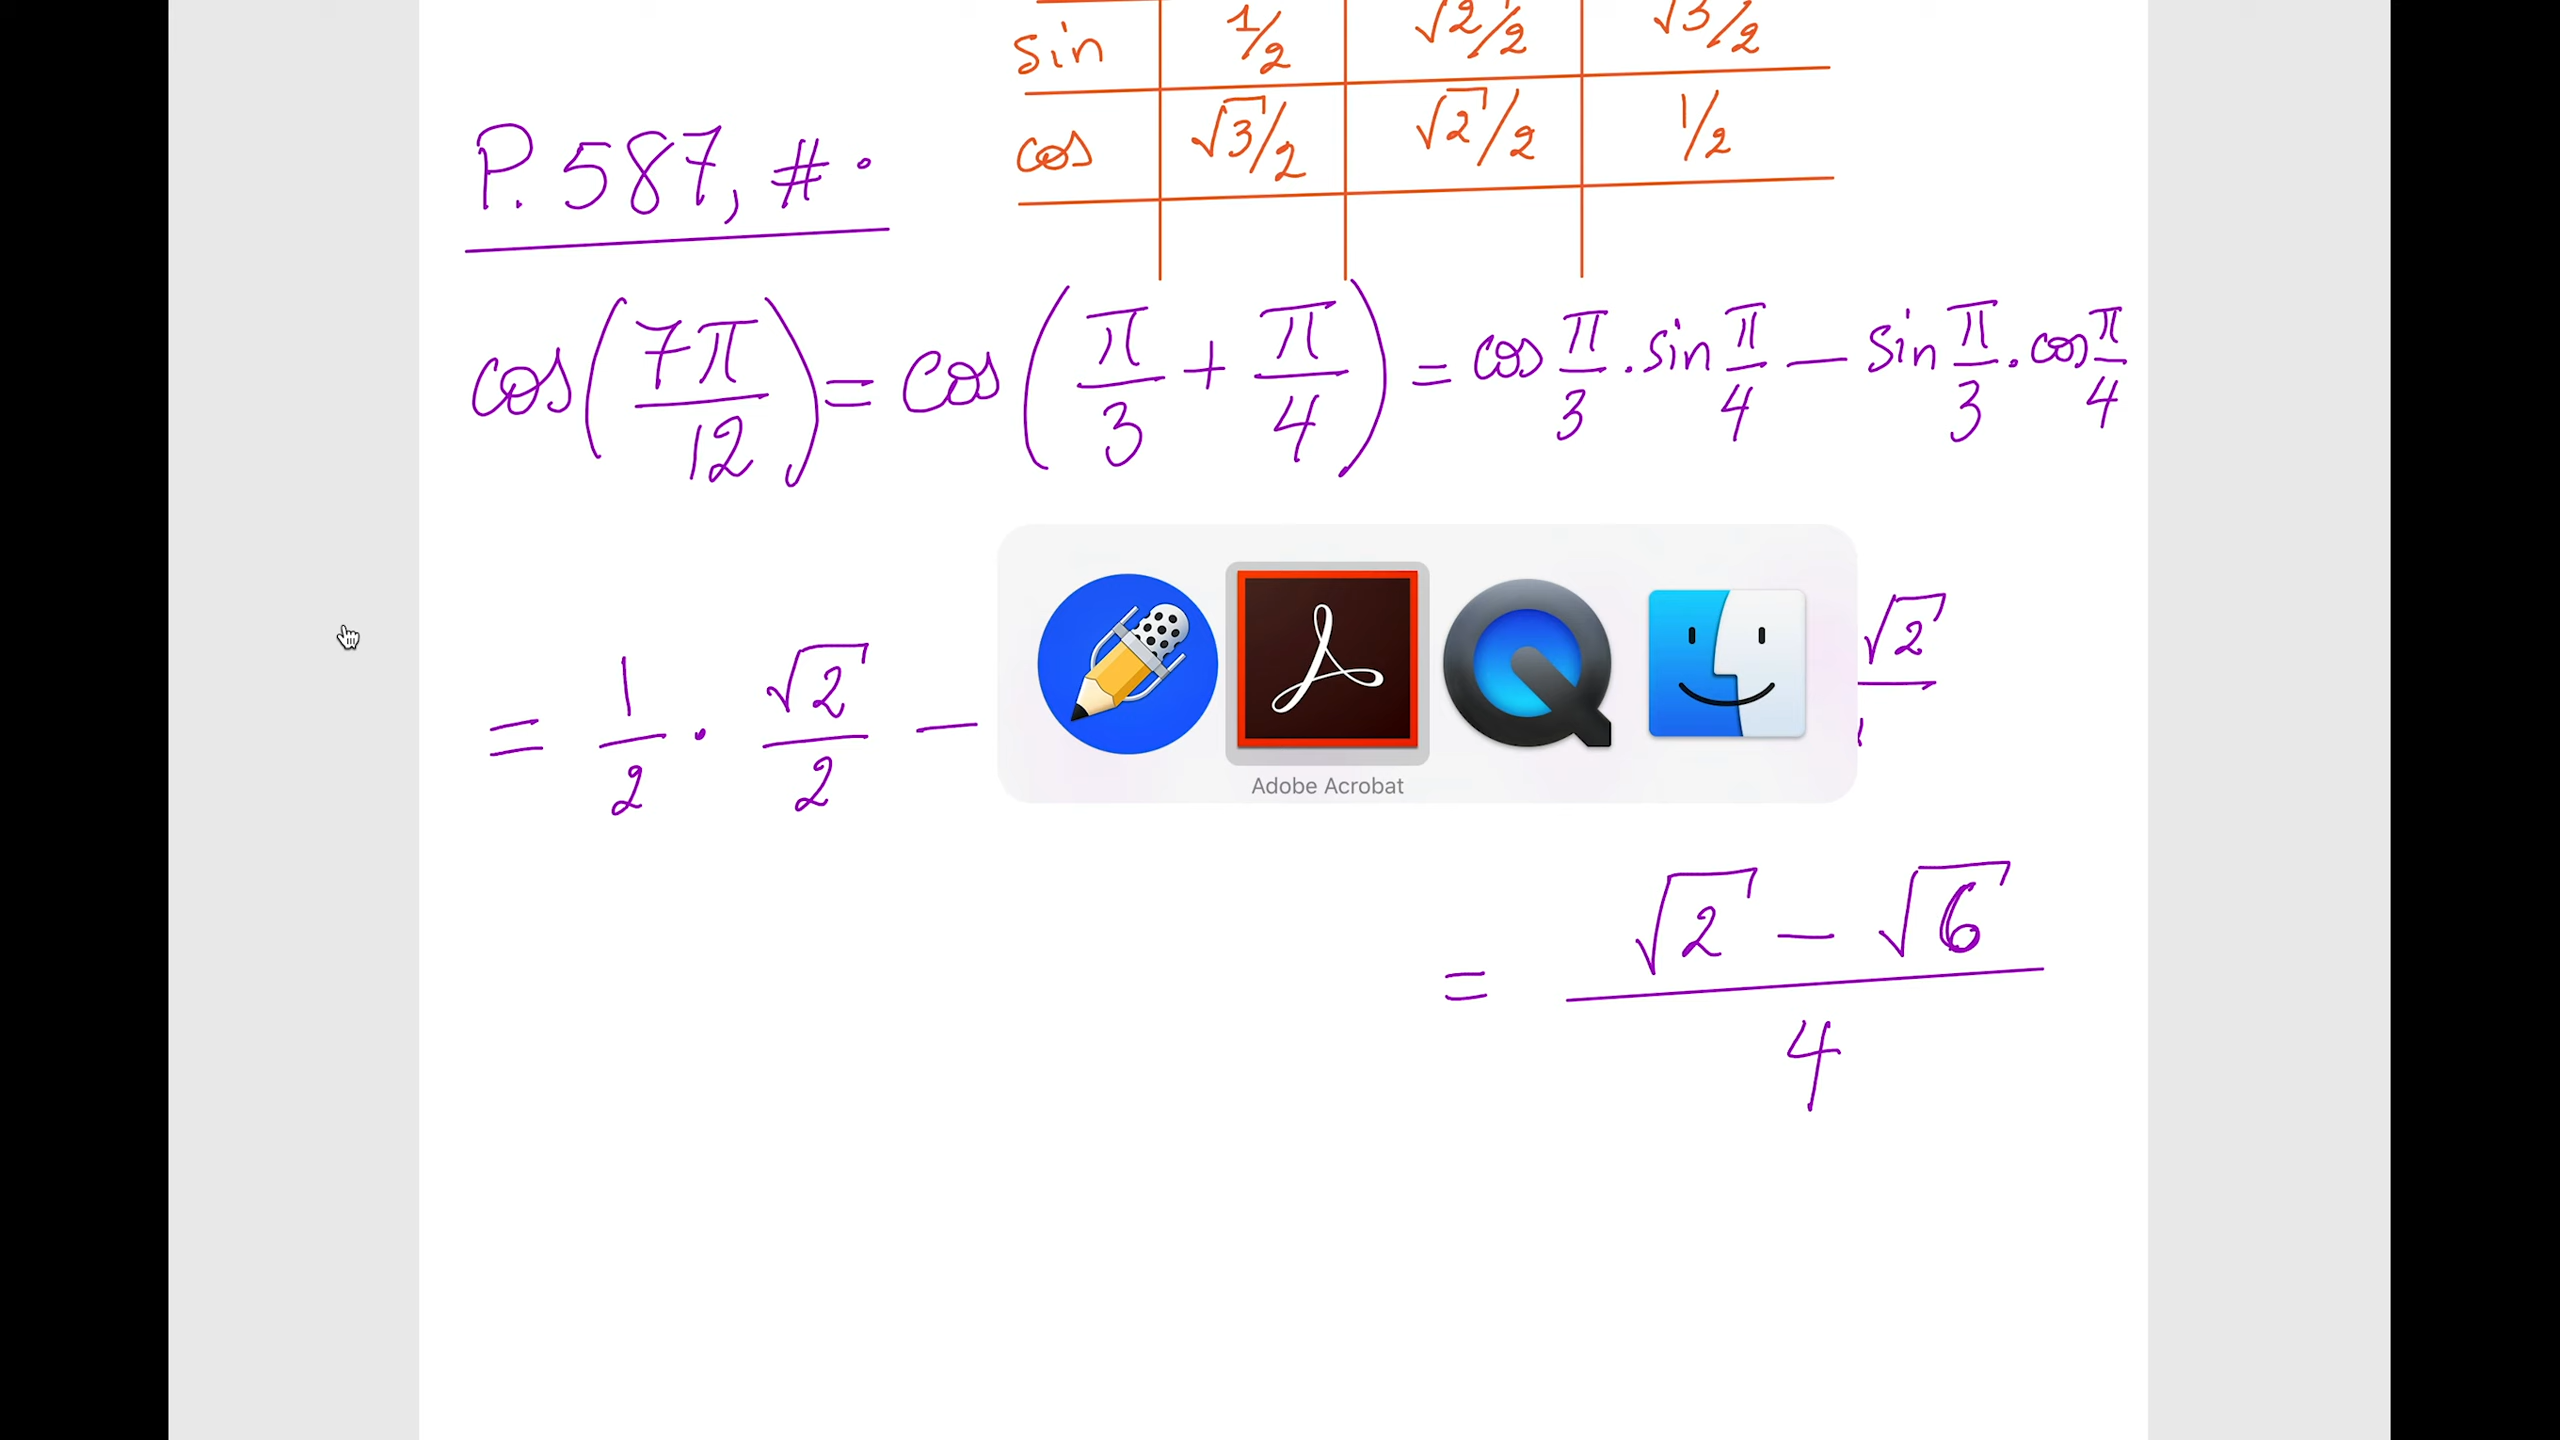 sin 1/2 √2/2 √3/2
cos √3/2 √2/2 1/2
P. 587, # .
cos(7π/12) = cos(π/3 + π/4) = cos π/3 . sin π/4 − sin π/3 . cos π/4
= 1/2 . √2/2 − √2
Adobe Acrobat
= (√2 − √6)/4